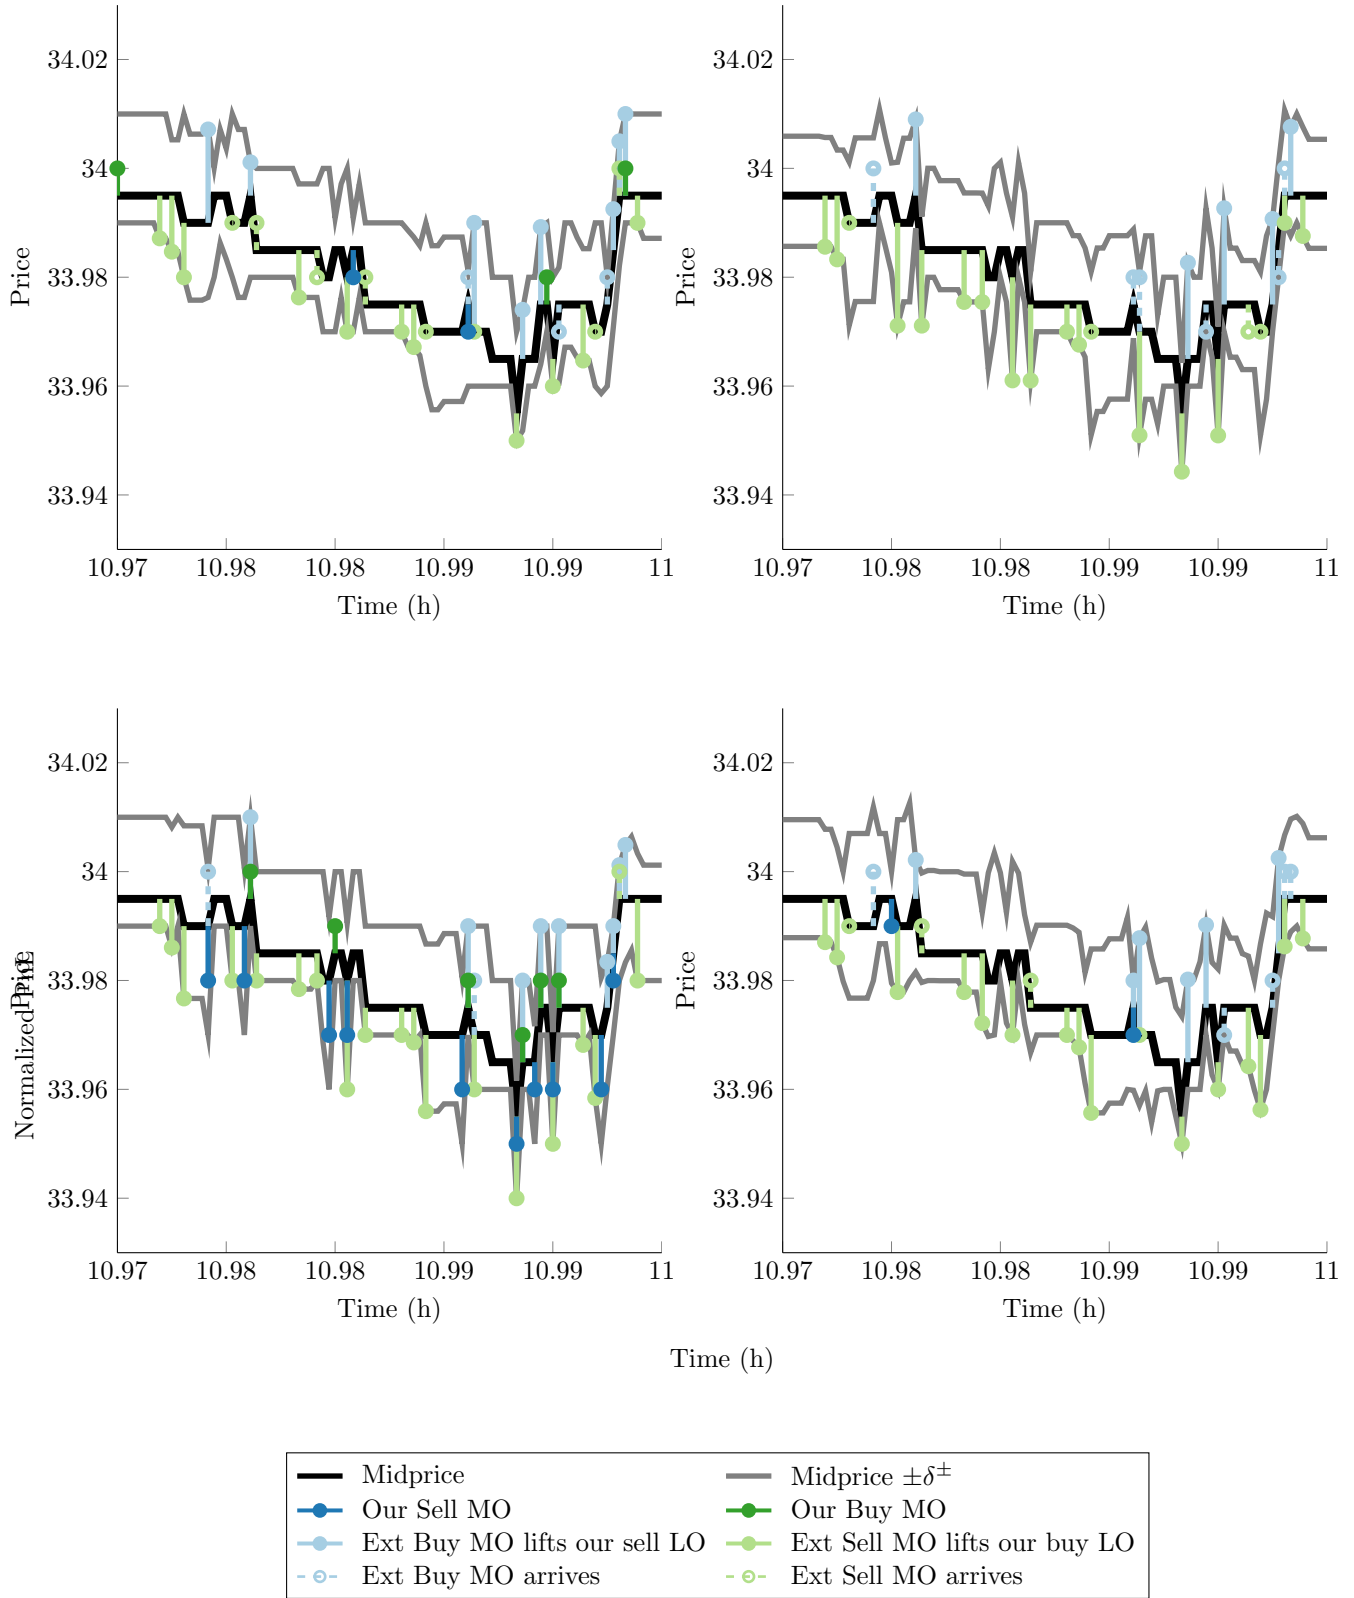 34.02
34
33.98
33.96
33.94
Price
10.97 10.98 10.98 10.99 10.99 11
Time (h)
34.02
34
33.98
33.96
33.94
Price
10.97 10.98 10.98 10.99 10.99 11
Time (h)
34.02
34
33.98
33.96
33.94
Price
Normalized PnL
10.97 10.98 10.98 10.99 10.99 11
Time (h)
34.02
34
33.98
33.96
33.94
Price
10.97 10.98 10.98 10.99 10.99 11
Time (h)
Time (h)
Midprice Midprice ±δ±
Our Sell MO Our Buy MO
Ext Buy MO lifts our sell LO Ext Sell MO lifts our buy LO
Ext Buy MO arrives Ext Sell MO arrives